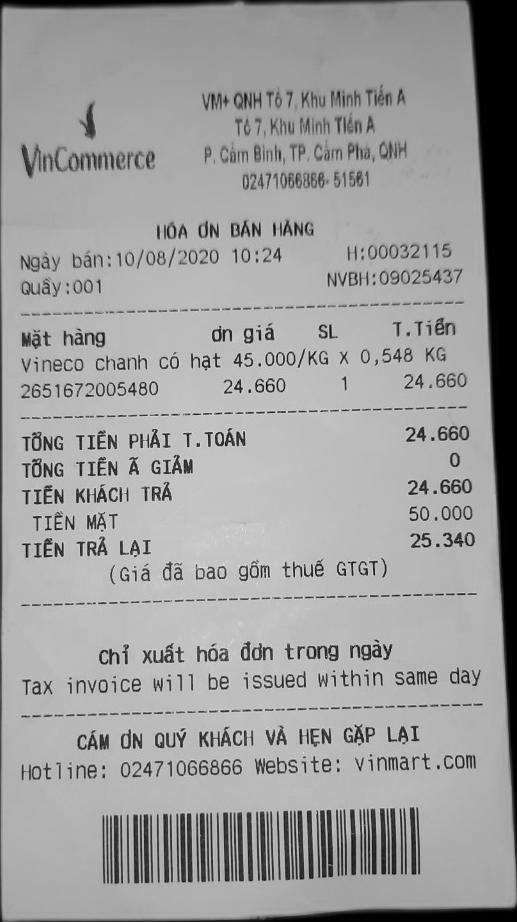 VM+ QNH Tổ 7, Khu Minh Tiến A
Tổ 7, Khu Minh Tiến A
P. Cẩm Bình, TP. Cẩm Phả, QNH
02471066866- 51561
VinCommerce
HÓA ƠN BÁN HÀNG
Ngày bán:10/08/2020 10:24 H:00032115
Quầy:001 NVBH:09025437
Mặt hàng ơn giá SL T.Tiền
Vineco chanh có hạt 45.000/KG X 0,548 KG
2651672005480 24.660 1 24.660
TỔNG TIỀN PHẢI T.TOÁN 24.660
TỔNG TIỀN Ã GIẢM 0
TIỀN KHÁCH TRẢ 24.660
TIỀN MẶT 50.000
TIỀN TRẢ LẠI 25.340
(Giá đã bao gồm thuế GTGT)
Chỉ xuất hóa đơn trong ngày
Tax invoice will be issued within same day
CÁM ƠN QUÝ KHÁCH VÀ HẸN GẶP LẠI
Hotline: 02471066866 Website: vinmart.com